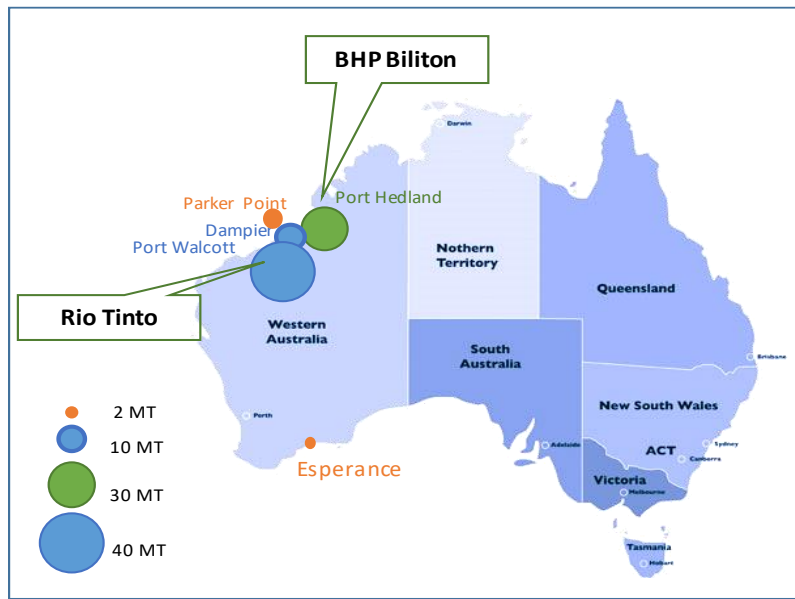 BHP Biliton
Darwin
Parker Point
Port Hedland
Dampier
Port Walcott
Nothern
Territory
Queensland
Rio Tinto
Western
Australia
South
Australia
Brisbane
New South Wales
2 MT
Perth
10 MT
Adelaide
ACT
Sydney
Canberra
Esperance
Victoria
Melbourne
30 MT
40 MT
Tasmania
Hobart